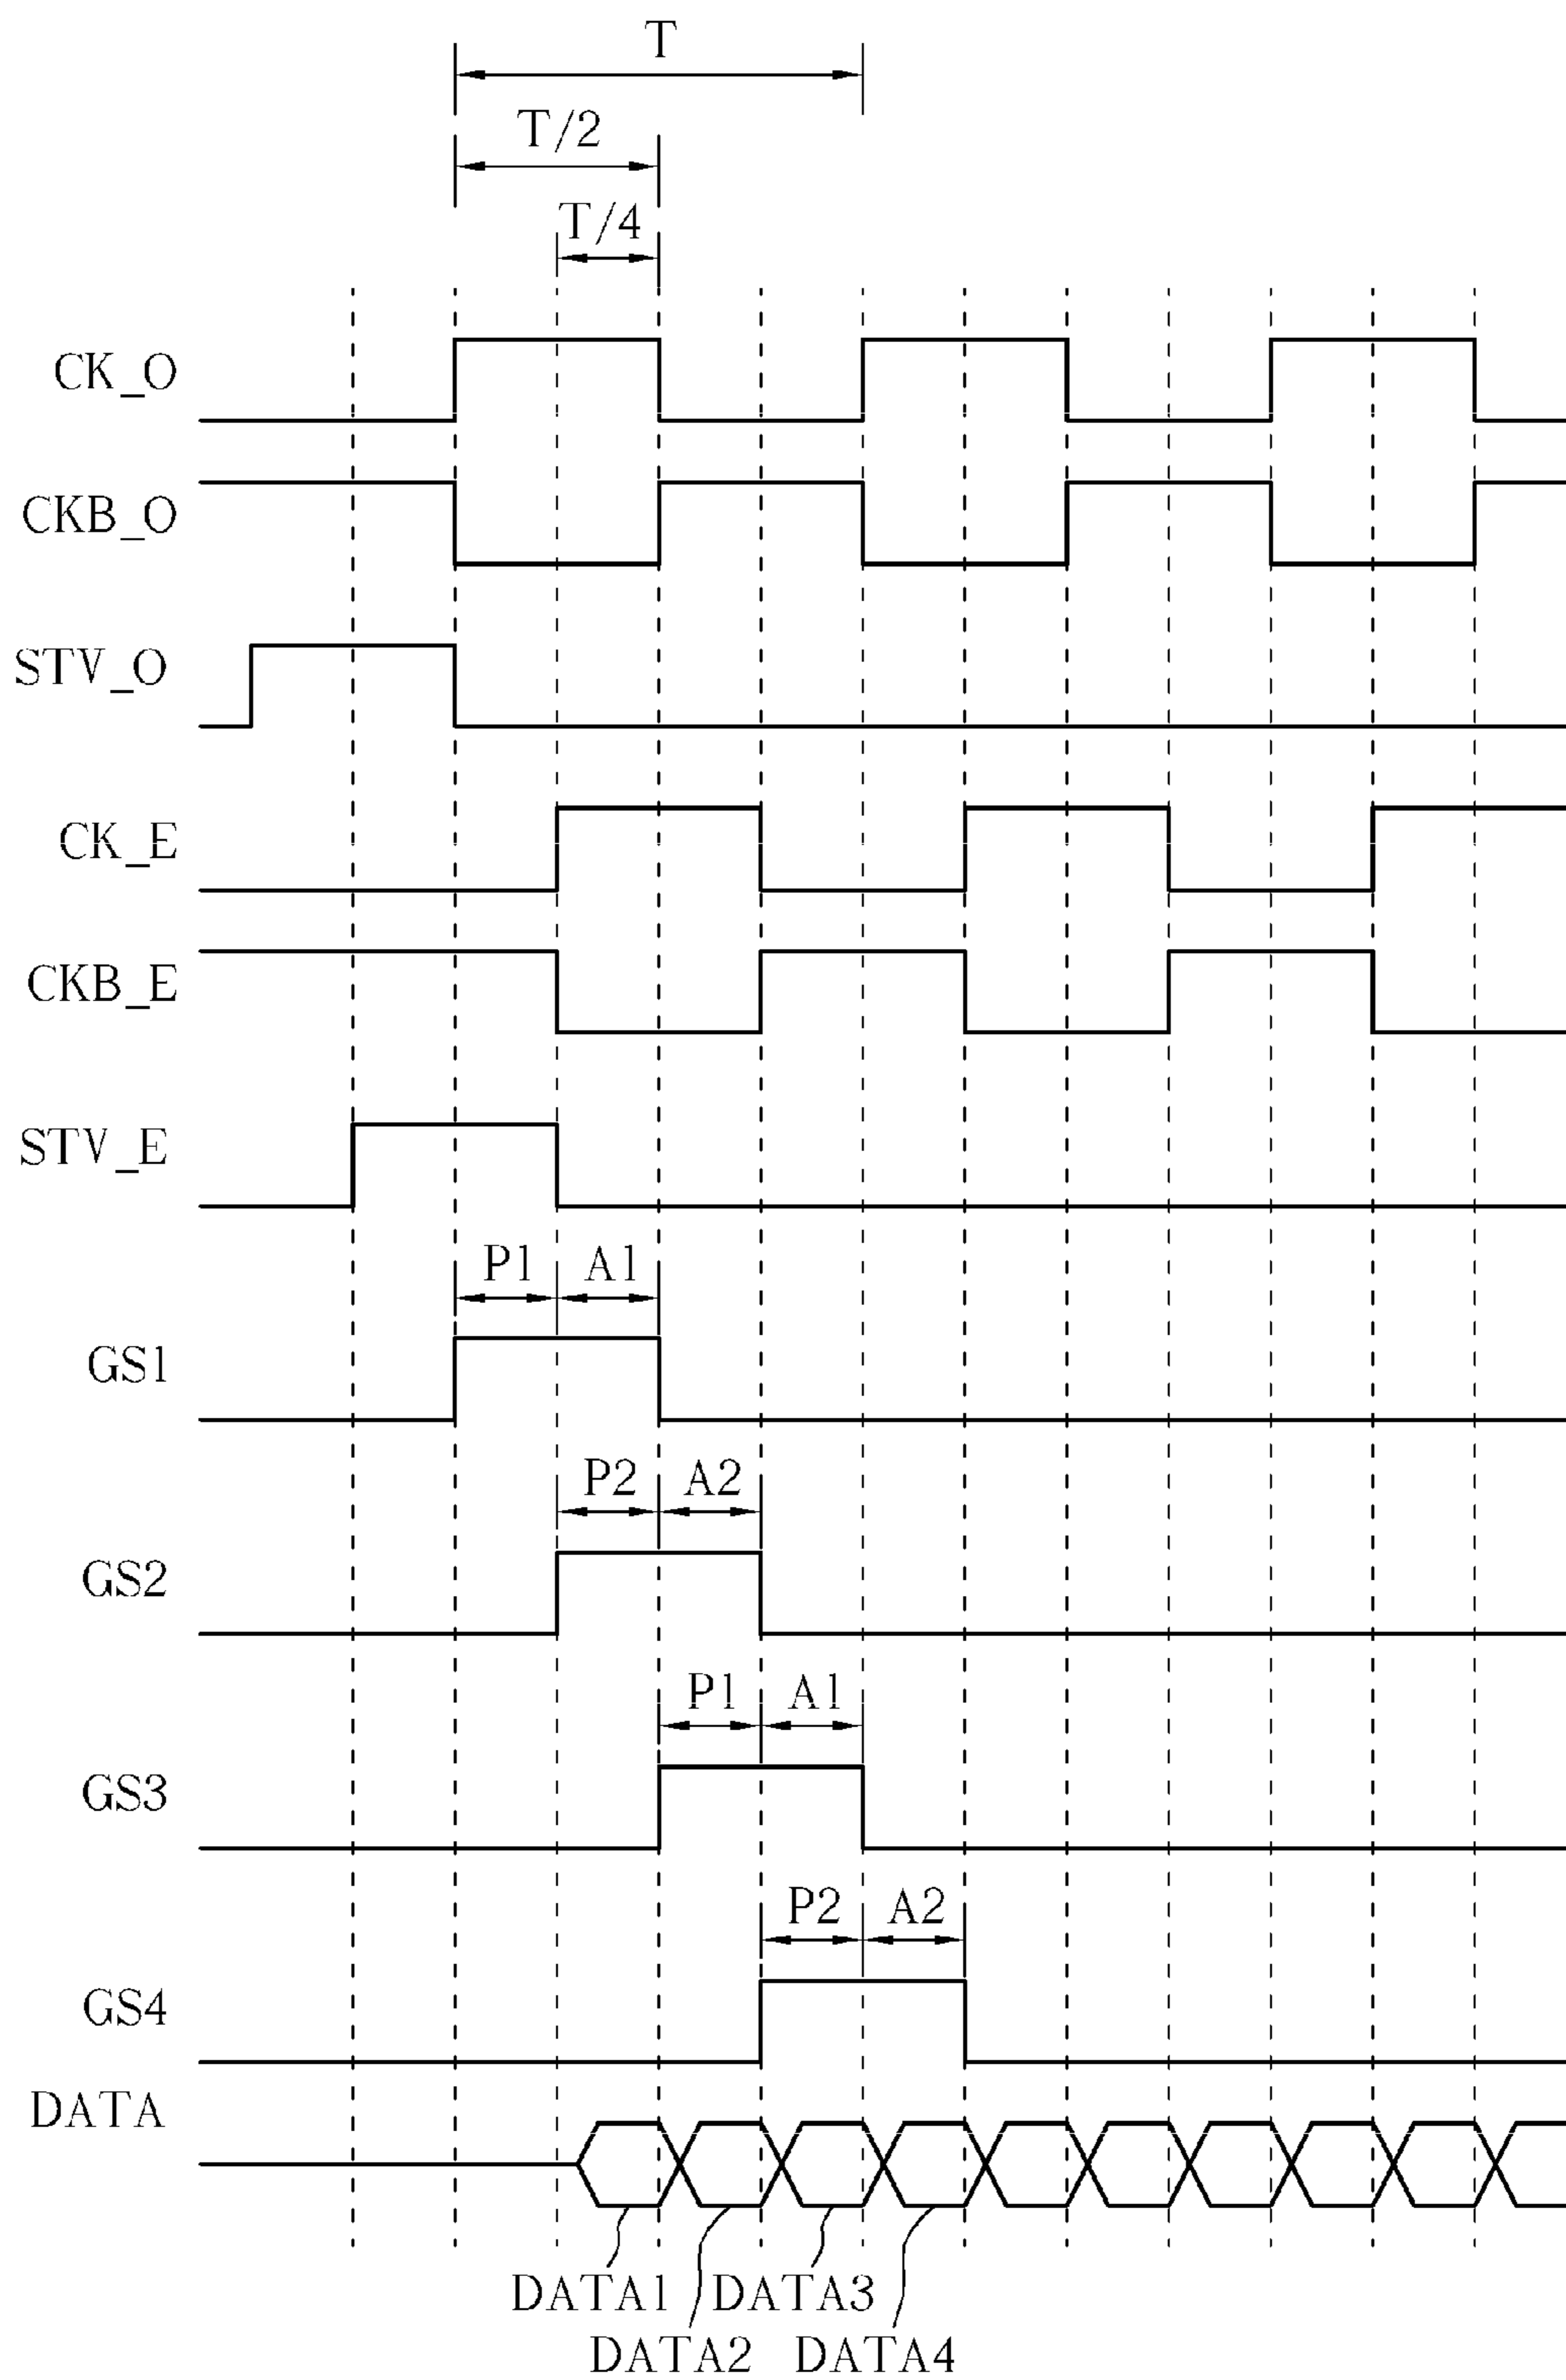 T
T/2
T/4
CK_O
CKB_O
STV_O
CK_E
CKB_E
STV_E
P1 A1
GS1
P2 A2
GS2
P1 A1
GS3
P2 A2
GS4
DATA
DATA1 DATA3
DATA2 DATA4